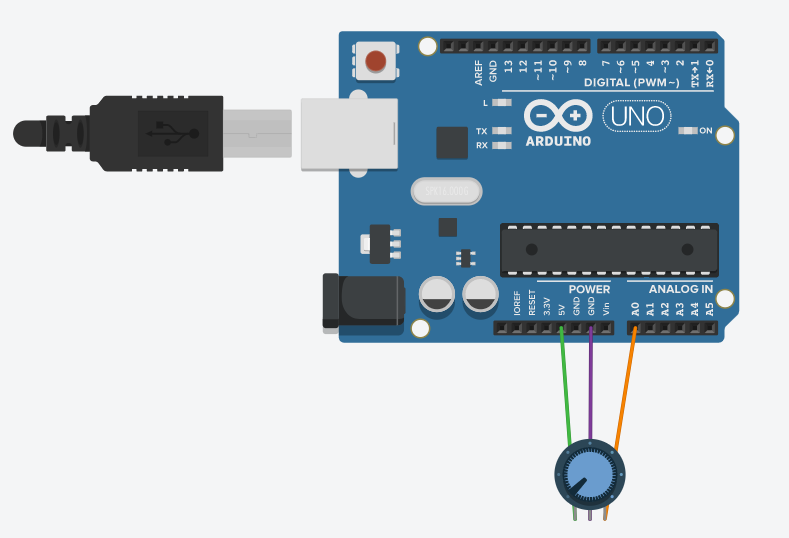 AREF
GND
13
12
~11
~10
~9
8
7
~6
~5
4
~3
2
TX→1
RX←0
DIGITAL (PWM~)
L
TX
RX
ARDUINO
UNO
ON
POWER
ANALOG IN
IOREF
RESET
3.3V
5V
GND
GND
Vin
A0
A1
A2
A3
A4
A5